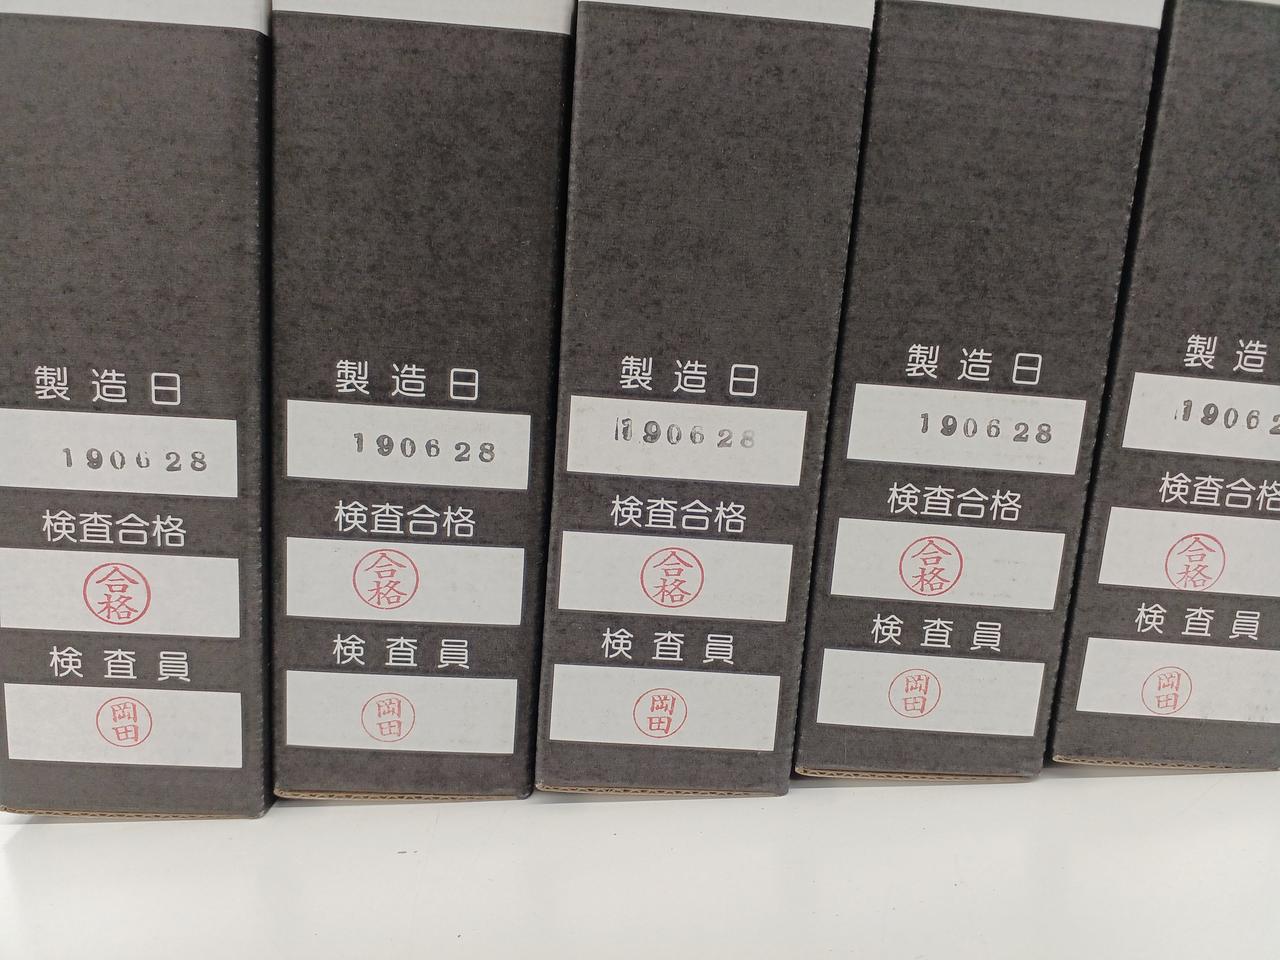 製造日
190628
検査合格
合格
検査員
岡田
製造日
190628
検査合格
合格
検査員
岡田
製造日
190628
検査合格
合格
検査員
岡田
製造日
190628
検査合格
合格
検査員
岡田
製造
19062
検査合格
合格
検査員
岡田